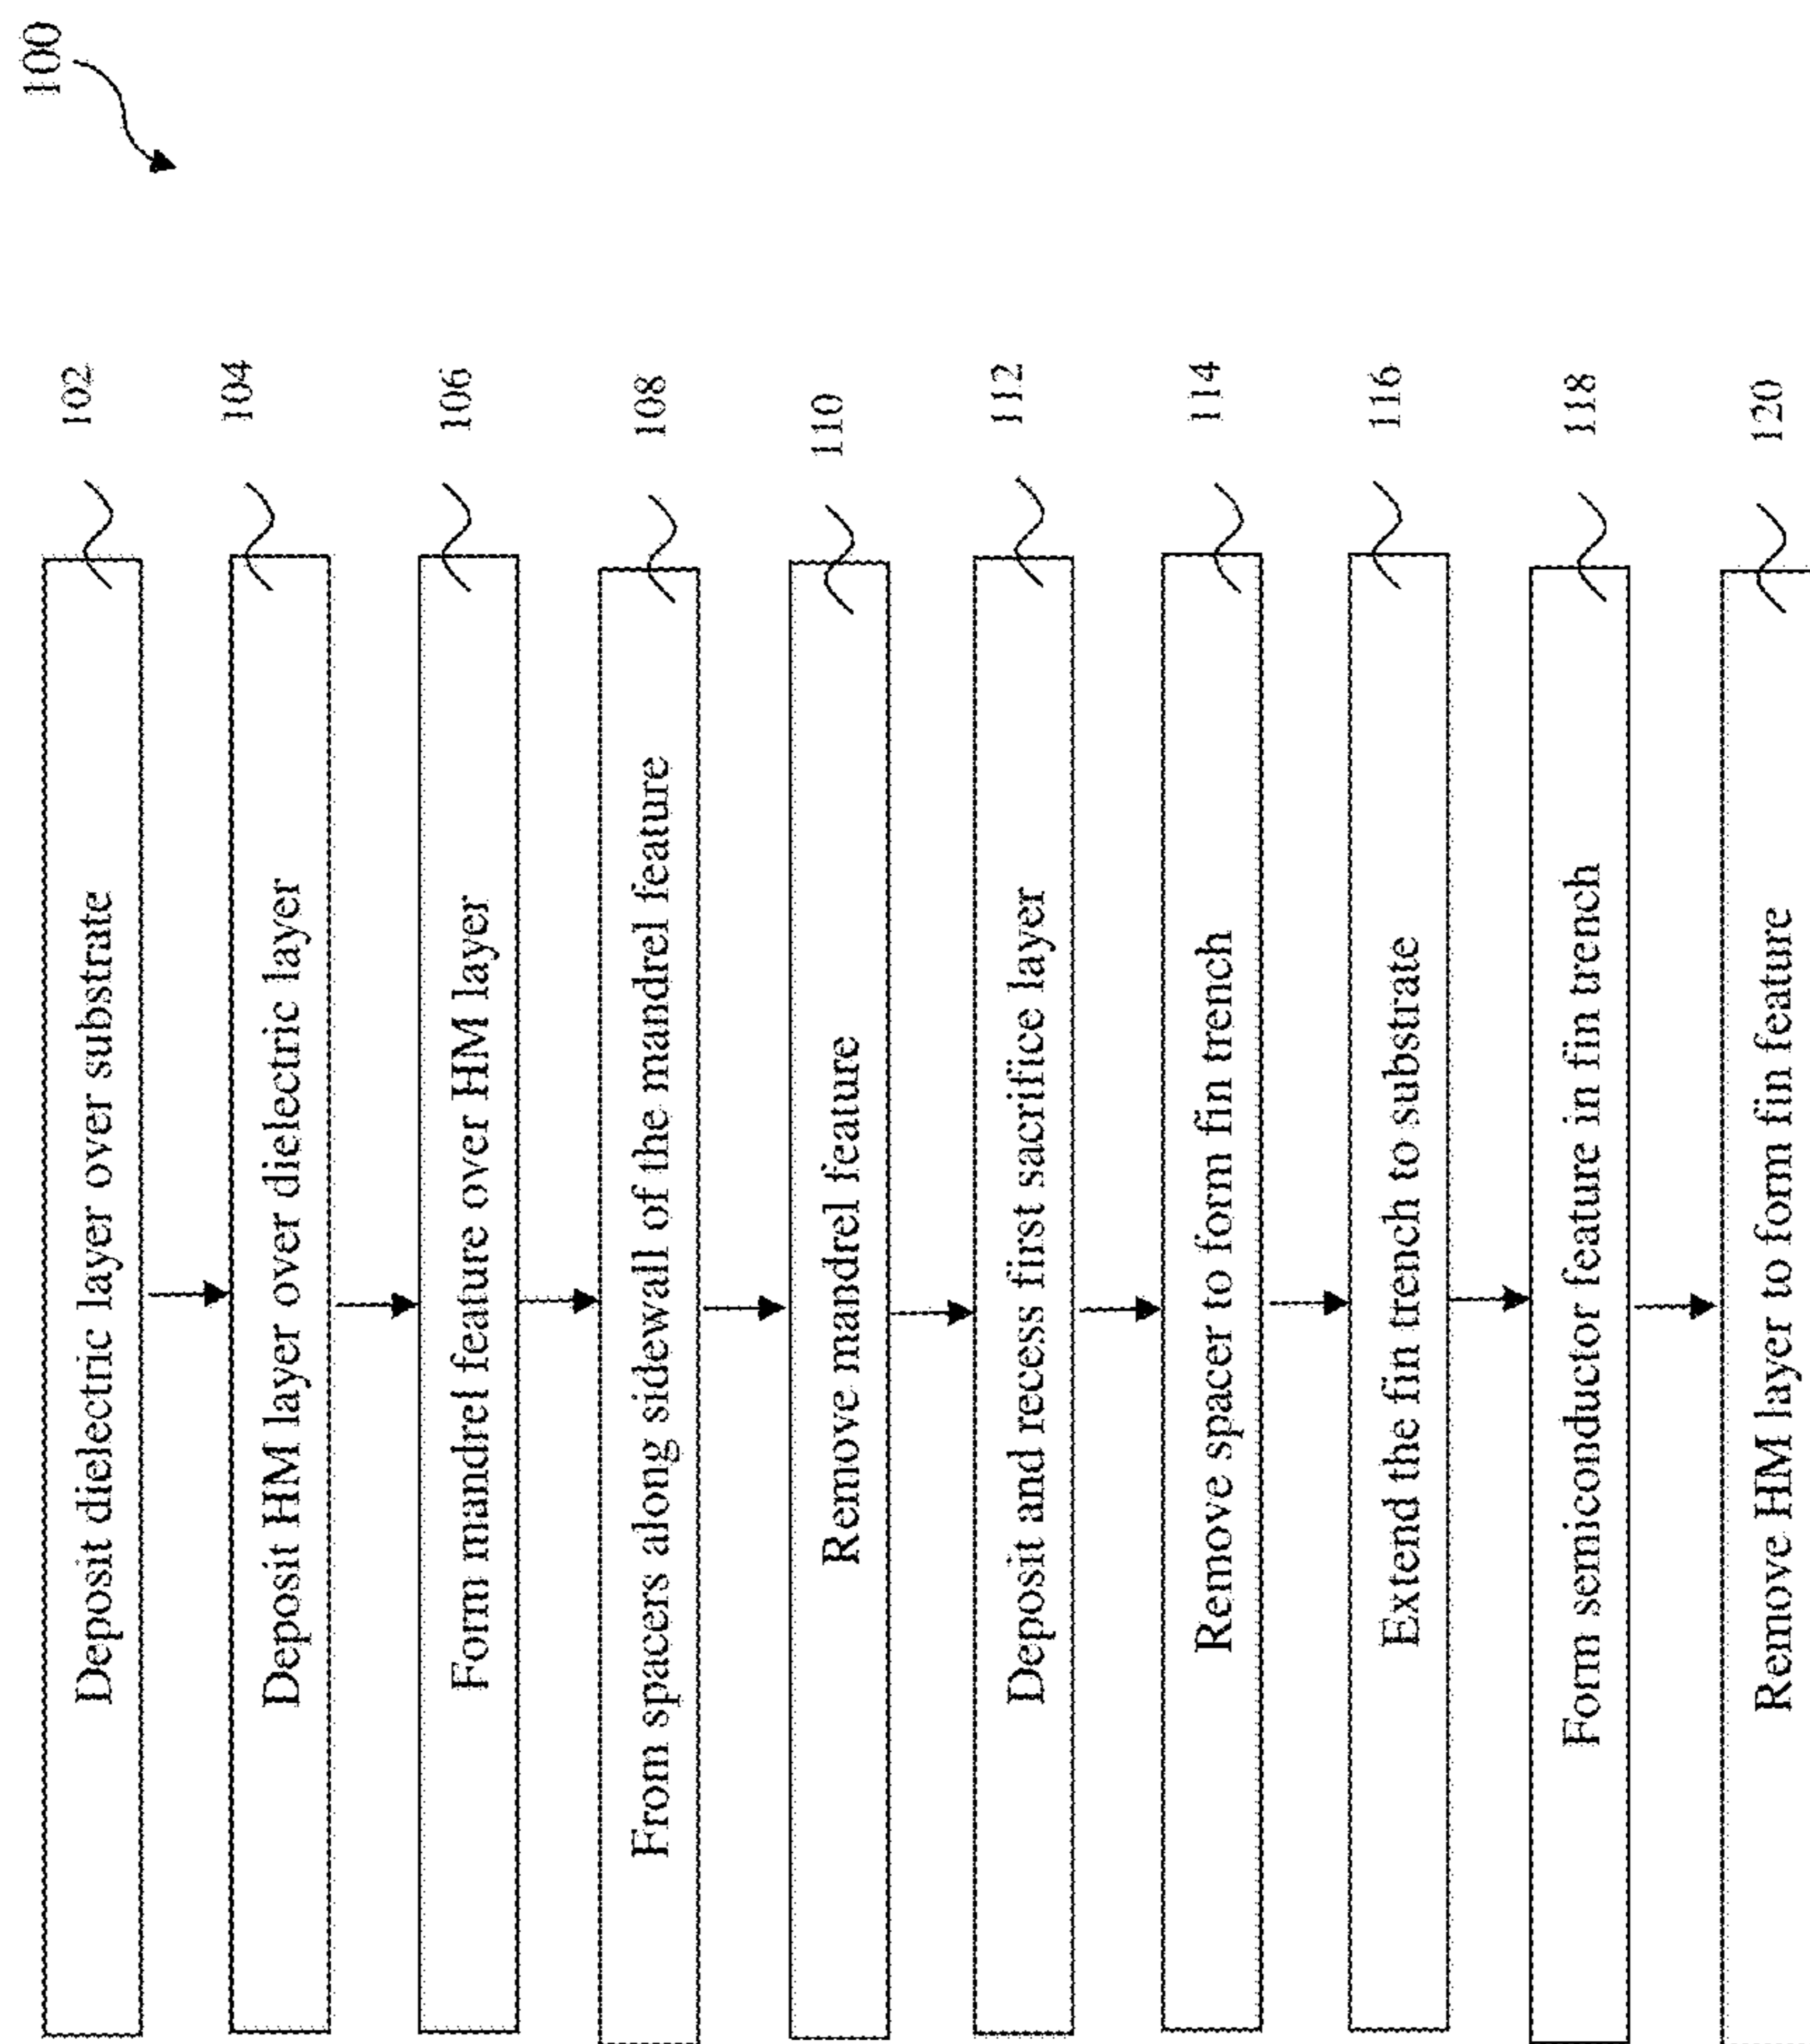 100
Deposit dielectric layer over substrate
102
Deposit HM layer over dielectric layer
104
Form mandrel feature over HM layer
106
From spacers along sidewall of the mandrel feature
108
Remove mandrel feature
110
Deposit and recess first sacrifice layer
112
Remove spacer to form fin trench
114
Extend the fin trench to substrate
116
Form semiconductor feature in fin trench
118
Remove HM layer to form fin feature
120